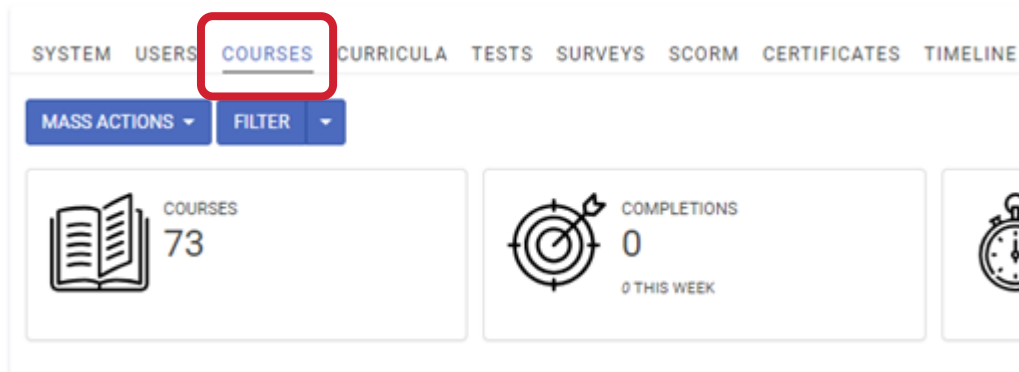 SYSTEM USERS COURSES CURRICULA TESTS SURVEYS SCORM CERTIFICATES TIMELINE
MASS ACTIONS FILTER
COURSES
73
COMPLETIONS
0
0 THIS WEEK